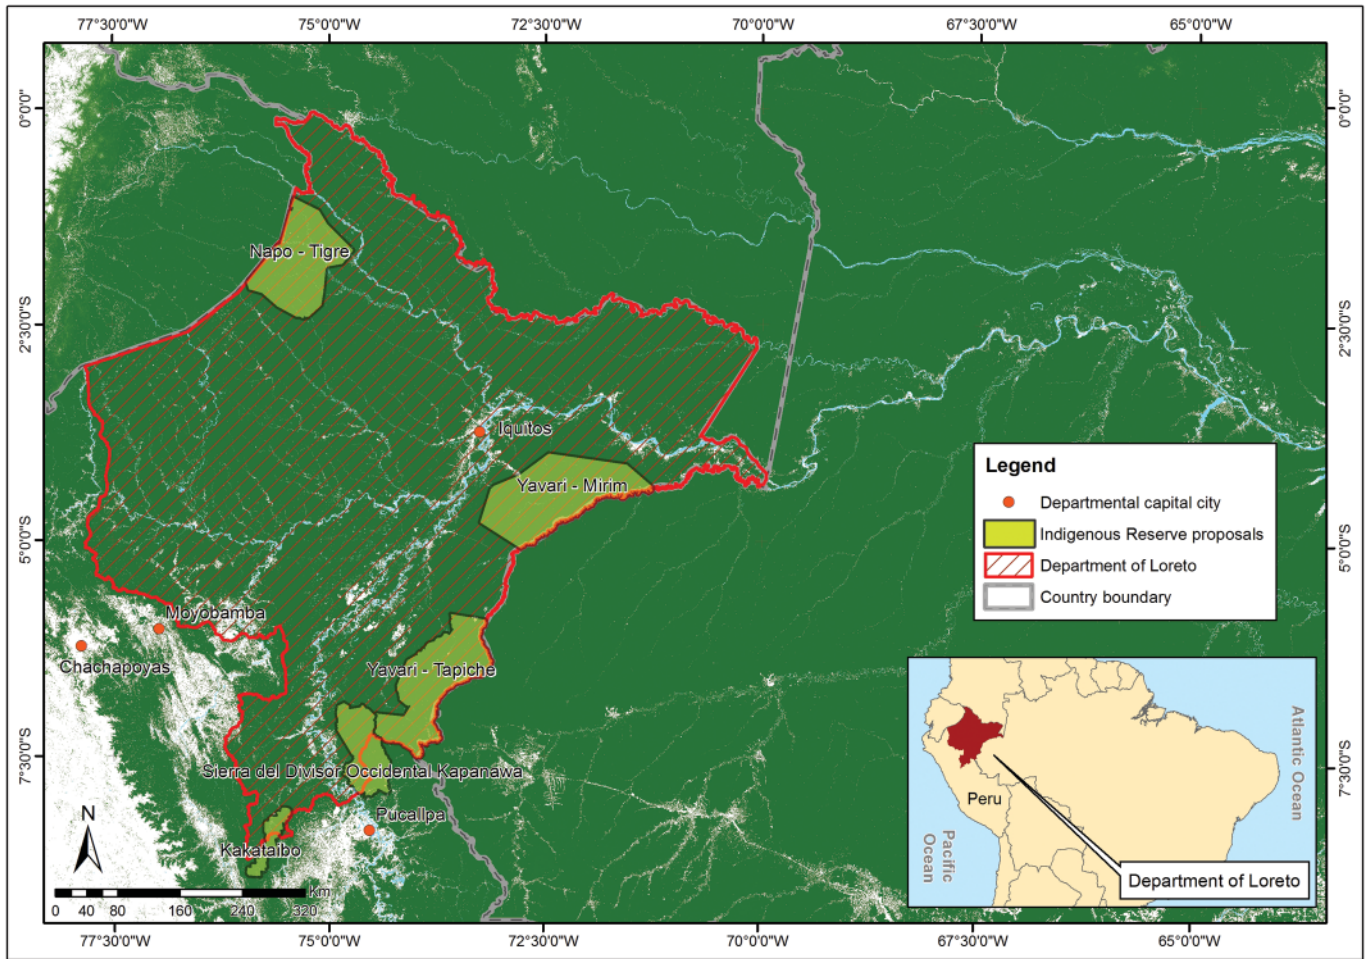 77°30'0"W 75°0'0"W 72°30'0"W 70°0'0"W 67°30'0"W 65°0'0"W
0°0'0"
0°0'0"
Napo - Tigre
2°30'0"S
2°30'0"S
Iquitos
Yavari - Mirim
5°0'0"S
5°0'0"S
Legend
Departmental capital city
Indigenous Reserve proposals
Department of Loreto
Country boundary
Moyobamba
Chachapoyas
Yavari - Tapiche
7°30'0"S
7°30'0"S
Sierra del Divisor Occidental Kapanawa
Pucallpa
Kakataibo
N
Km
0 40 80 160 240 320
Peru
Pacific
Ocean
Atlantic Ocean
Department of Loreto
77°30'0"W 75°0'0"W 72°30'0"W 70°0'0"W 67°30'0"W 65°0'0"W